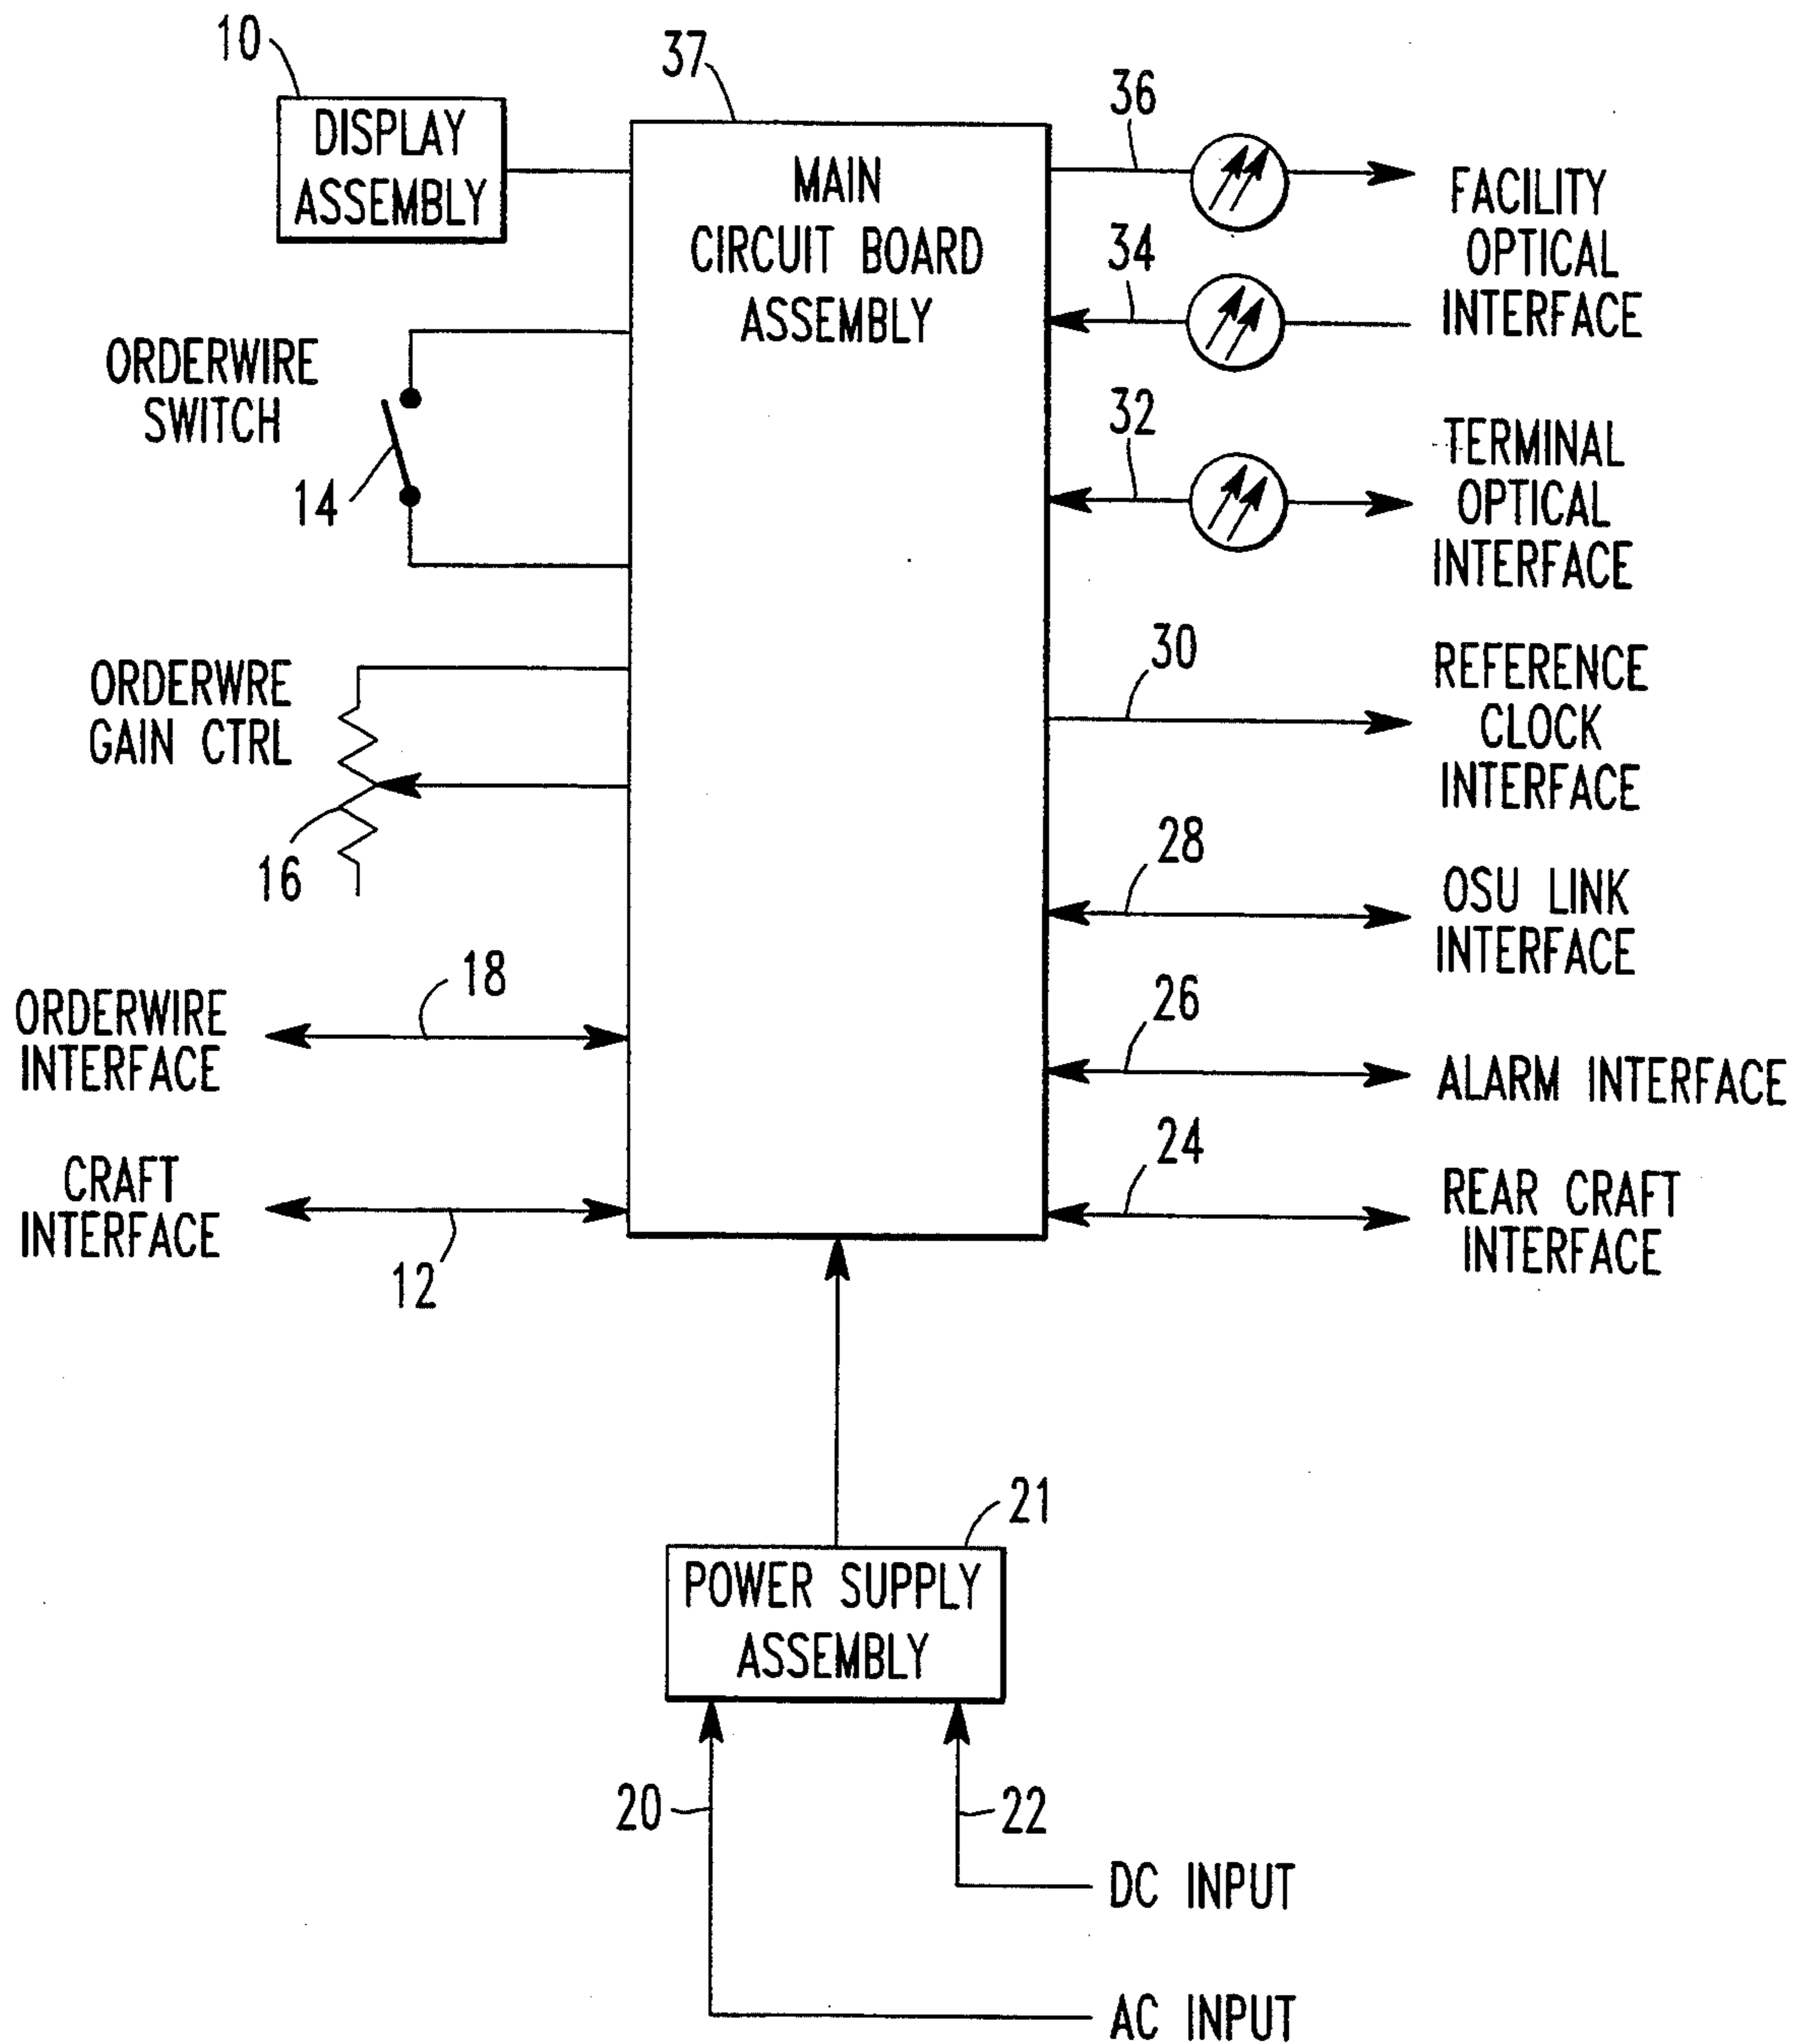 10
DISPLAY
ASSEMBLY
37
MAIN
CIRCUIT BOARD
ASSEMBLY
36
FACILITY
OPTICAL
INTERFACE
34
ORDERWIRE
SWITCH
14
32
TERMINAL
OPTICAL
INTERFACE
ORDERWRE
GAIN CTRL
16
30
REFERENCE
CLOCK
INTERFACE
28
OSU LINK
INTERFACE
ORDERWIRE
INTERFACE
18
26
ALARM INTERFACE
CRAFT
INTERFACE
12
24
REAR CRAFT
INTERFACE
21
POWER SUPPLY
ASSEMBLY
20
22
DC INPUT
AC INPUT